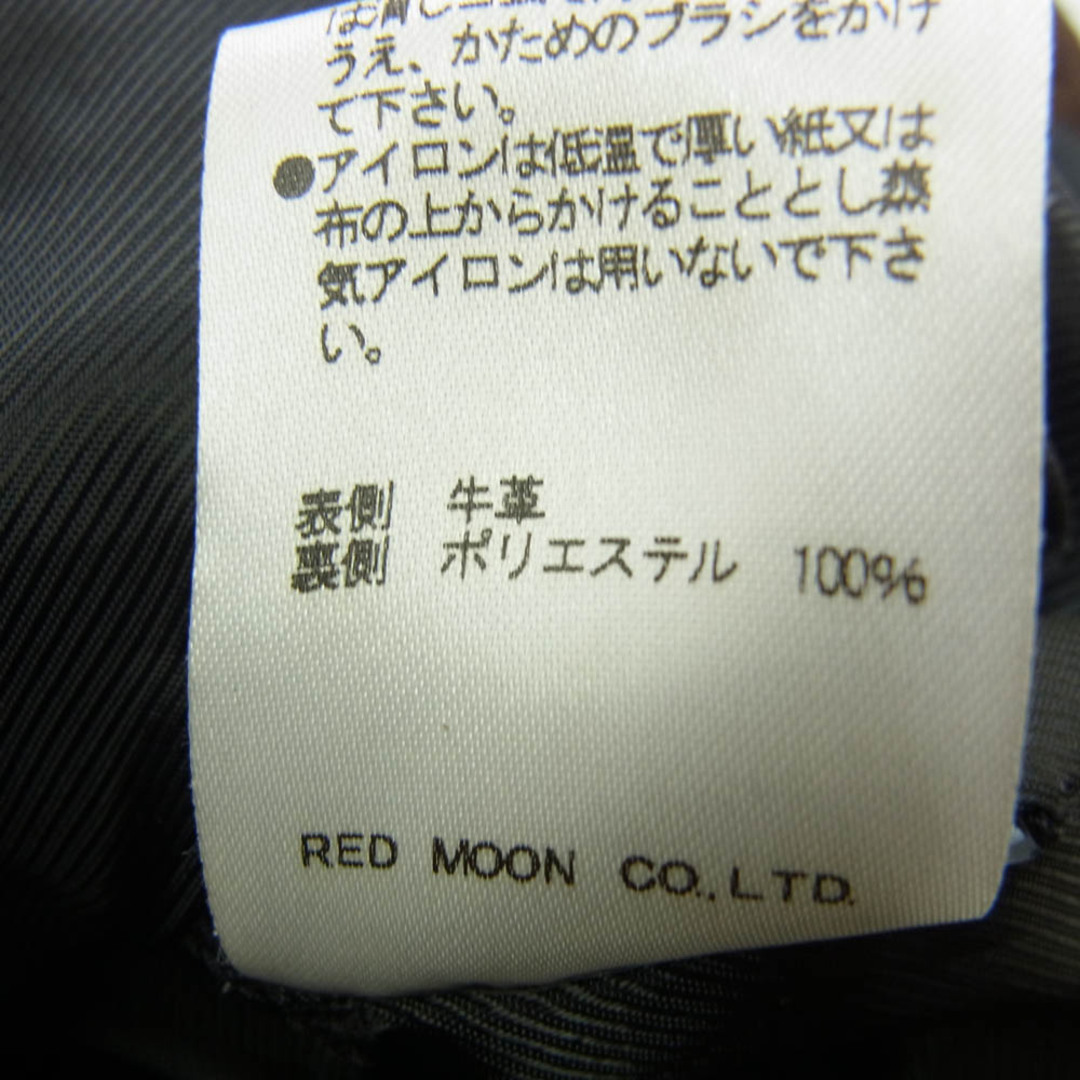 うえ、かためのブラシをかけ
て下さい。
●アイロンは低温で厚い紙又は
布の上からかけることとし蒸
気アイロンは用いないで下さ
い。
表側 牛革
裏側 ポリエステル 100%
RED MOON CO.,LTD.